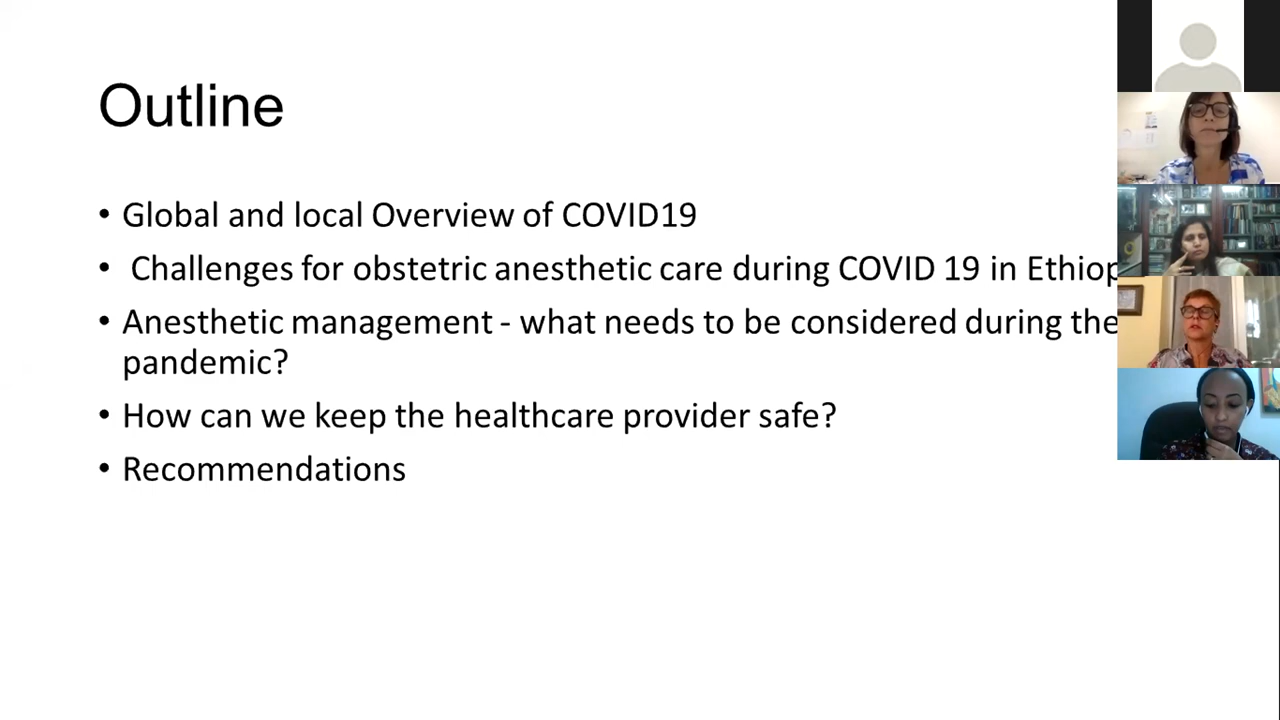 Outline
• Global and local Overview of COVID19
• Challenges for obstetric anesthetic care during COVID 19 in Ethiop
• Anesthetic management - what needs to be considered during the
pandemic?
• How can we keep the healthcare provider safe?
• Recommendations